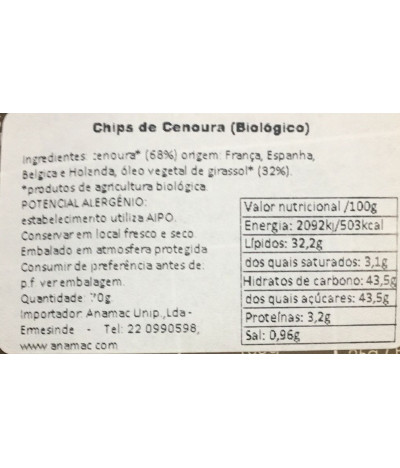 Chips de Cenoura (Biológico)
Ingredientes: cenoura* (68%) origem: França, Espanha,
Belgica e Holenda, óleo vegetal de girassol* (32%).
*produtos de agricultura biológica.
POTENCIAL ALERGÉNIO:
estabelecimento utiliza AIPO.
Conservar em local fresco e seco.
Embalado em atmosfera protegida
Consumir de preferência antes de:
p.f. ver embalagem.
Quantidade: 70g.
Importador: Anamac Unip.,Lda -
Ermesinde - Tel: 22 0990598,
www.anamac.com
Valor nutricional /100g
Energia: 2092kj/503kcal
Lípidos: 32,2g
dos quais saturados: 3,1g
Hidratos de carbono: 43,5g
dos quais açúcares: 43,5g
Proteínas: 3,2g
Sal: 0,96g